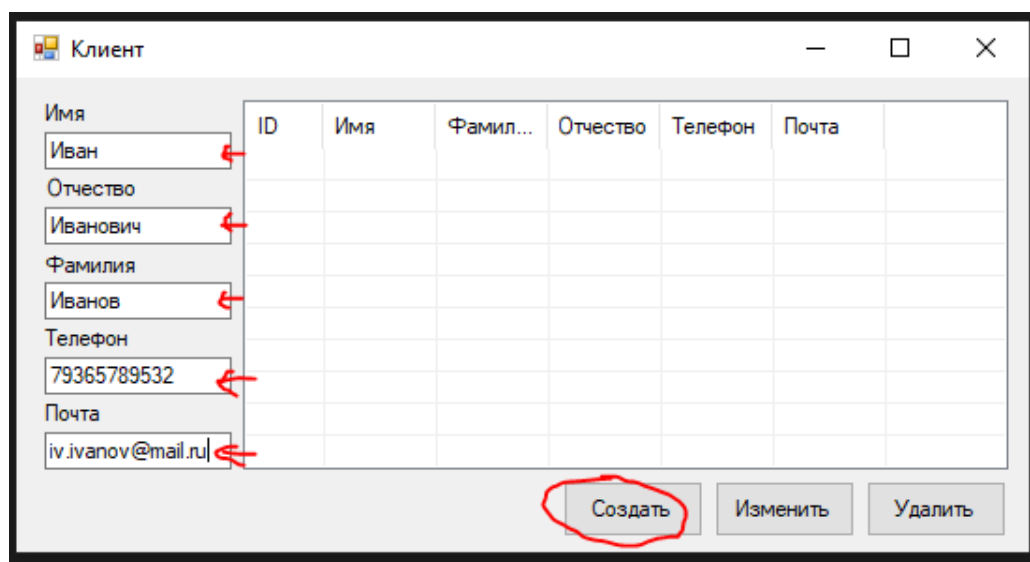 Клиент
Имя
Иван
Отчество
Иванович
Фамилия
Иванов
Телефон
79365789532
Почта
iv.ivanov@mail.ru
ID Имя Фамил... Отчество Телефон Почта
Создать Изменить Удалить